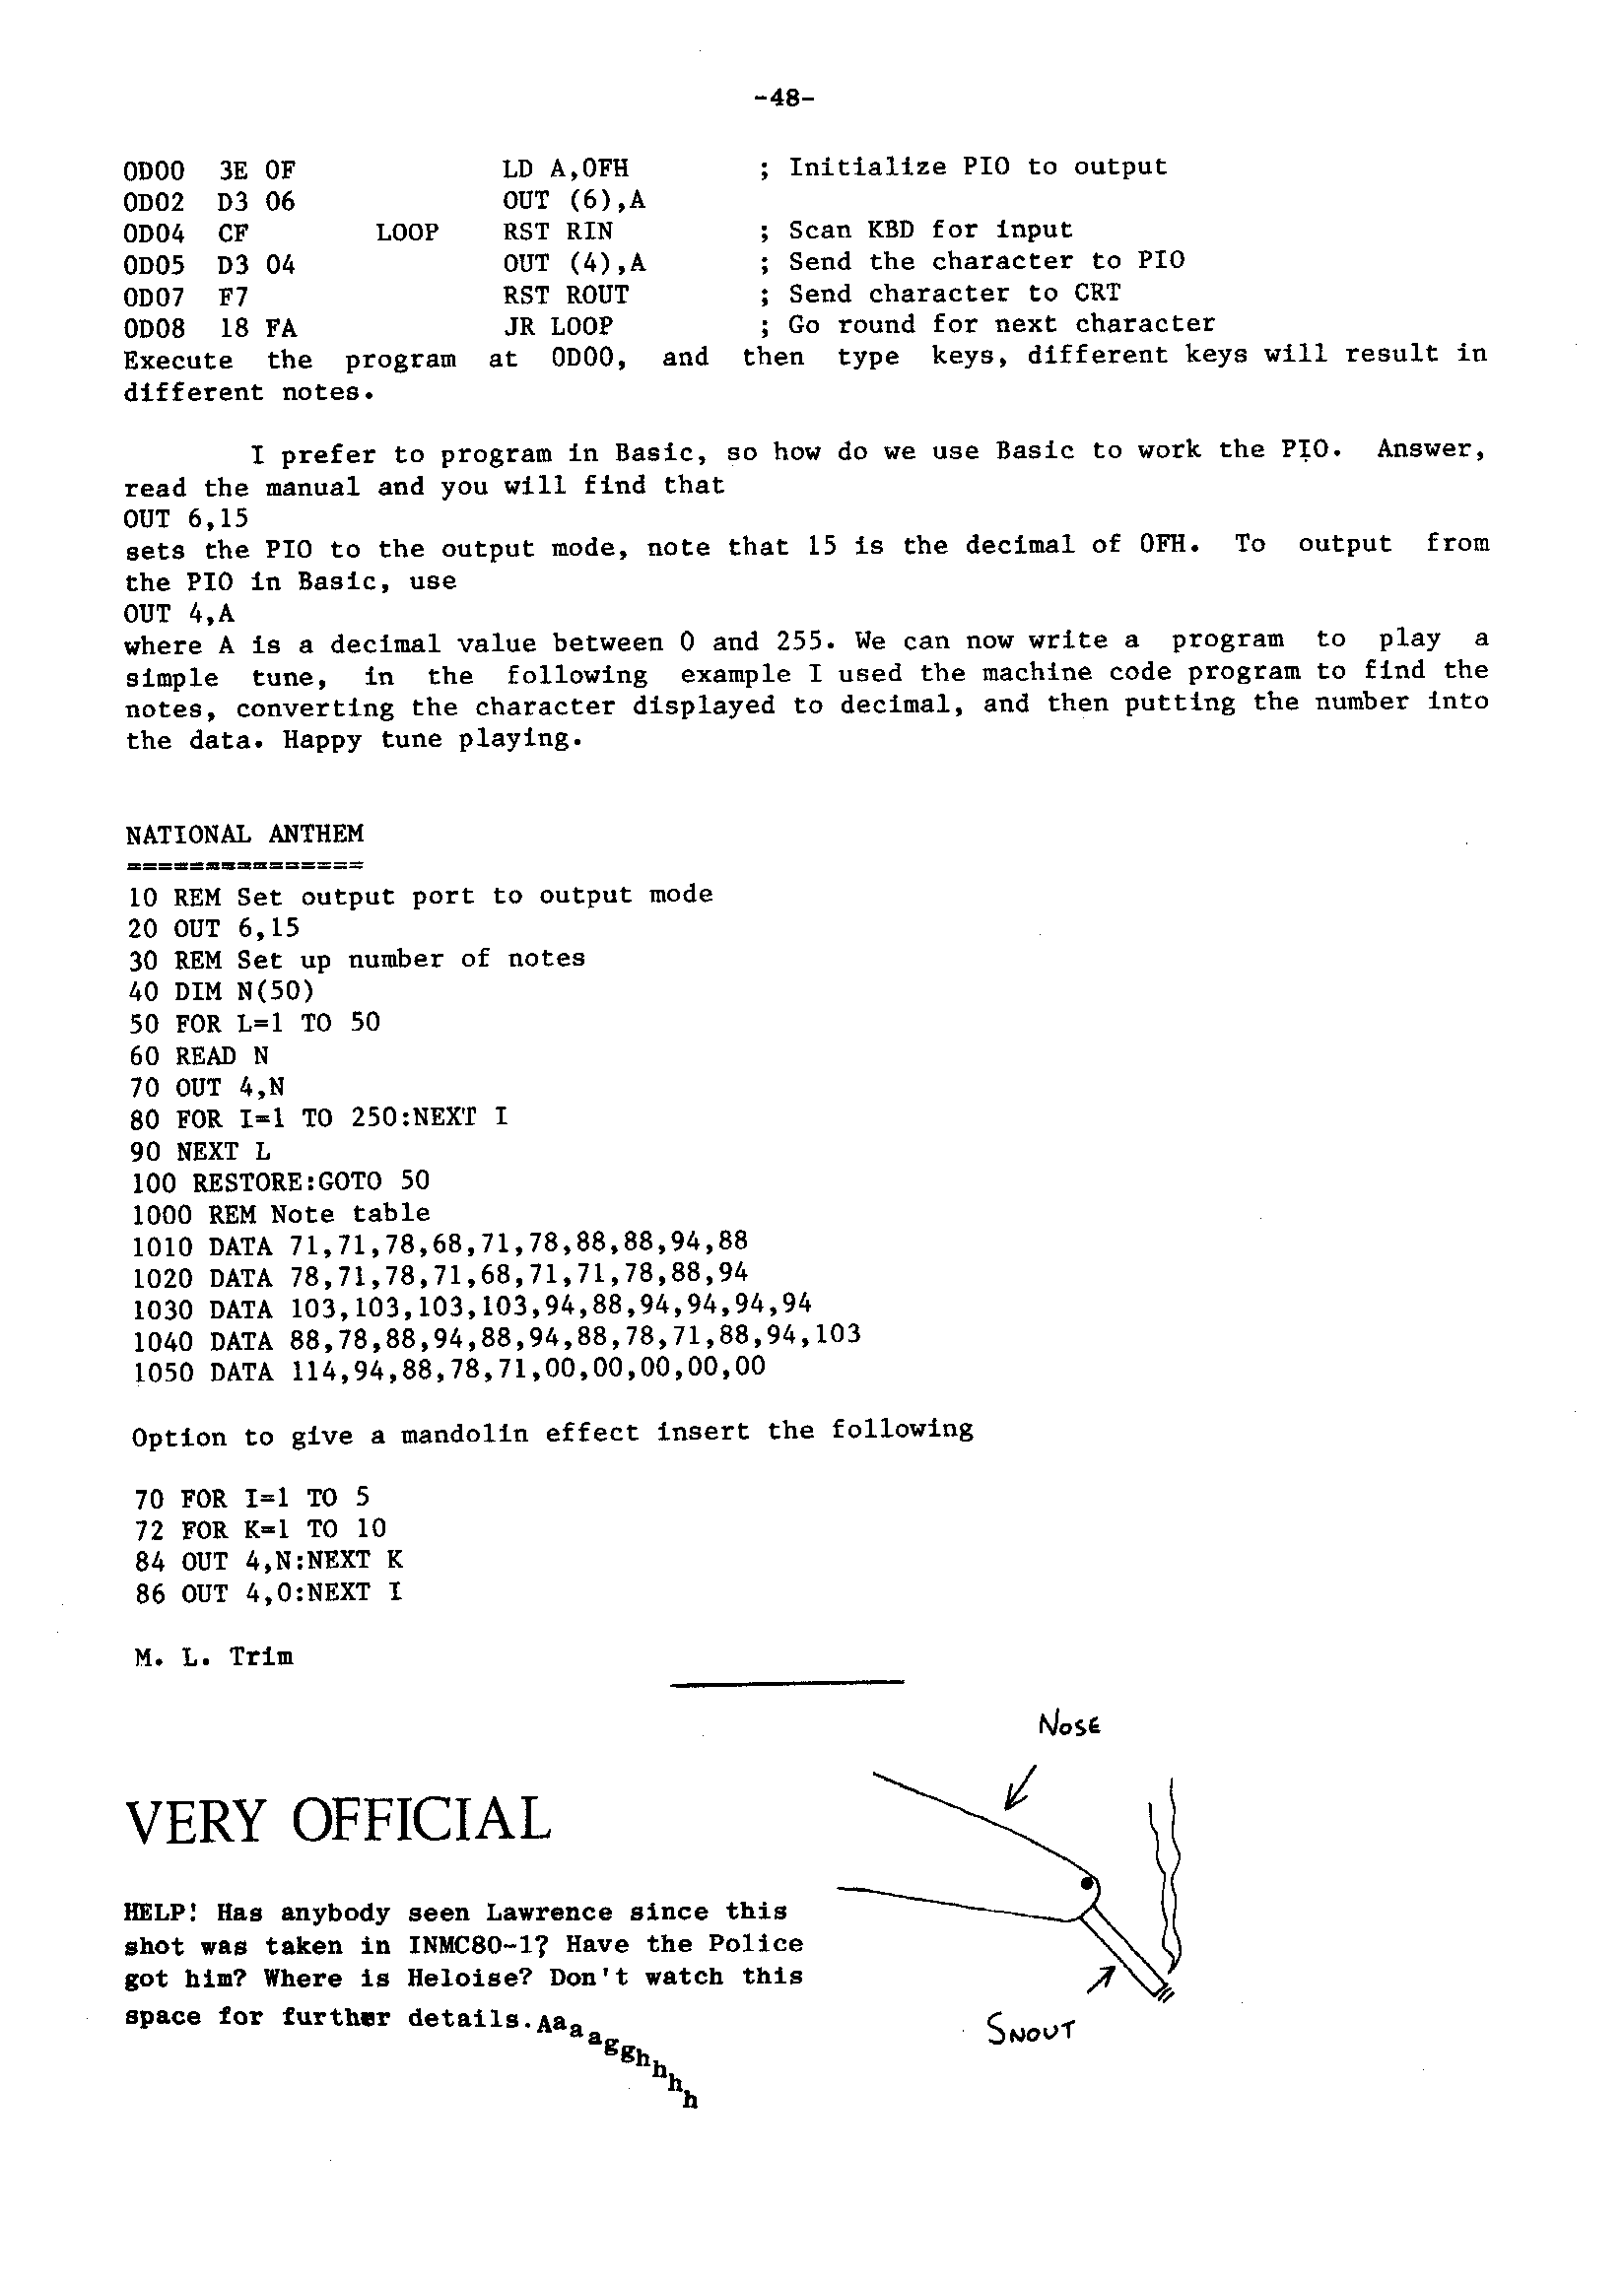 -48-
0D00 3E 0F LD A,0FH ; Initialize PIO to output
0D02 D3 06 OUT (6),A
0D04 CF LOOP RST RIN ; Scan KBD for input
0D05 D3 04 OUT (4),A ; Send the character to PIO
0D07 F7 RST ROUT ; Send character to CRT
0D08 18 FA JR LOOP ; Go round for next character
Execute the program at 0D00, and then type keys, different keys will result in
different notes.
I prefer to program in Basic, so how do we use Basic to work the PIO. Answer,
read the manual and you will find that
OUT 6,15
sets the PIO to the output mode, note that 15 is the decimal of 0FH. To output from
the PIO in Basic, use
OUT 4,A
where A is a decimal value between 0 and 255. We can now write a program to play a
simple tune, in the following example I used the machine code program to find the
notes, converting the character displayed to decimal, and then putting the number into
the data. Happy tune playing.
NATIONAL ANTHEM
===============
10 REM Set output port to output mode
20 OUT 6,15
30 REM Set up number of notes
40 DIM N(50)
50 FOR L=1 TO 50
60 READ N
70 OUT 4,N
80 FOR I=1 TO 250:NEXT I
90 NEXT L
100 RESTORE:GOTO 50
1000 REM Note table
1010 DATA 71,71,78,68,71,78,88,88,94,88
1020 DATA 78,71,78,71,68,71,71,78,88,94
1030 DATA 103,103,103,103,94,88,94,94,94,94
1040 DATA 88,78,88,94,88,94,88,78,71,88,94,103
1050 DATA 114,94,88,78,71,00,00,00,00,00
Option to give a mandolin effect insert the following
70 FOR I=1 TO 5
72 FOR K=1 TO 10
84 OUT 4,N:NEXT K
86 OUT 4,0:NEXT I
M. L. Trim
VERY OFFICIAL
HELP! Has anybody seen Lawrence since this
shot was taken in INMC80-1? Have the Police
got him? Where is Heloise? Don't watch this
space for further details.Aaaagghhhh
NOSE
SNOUT